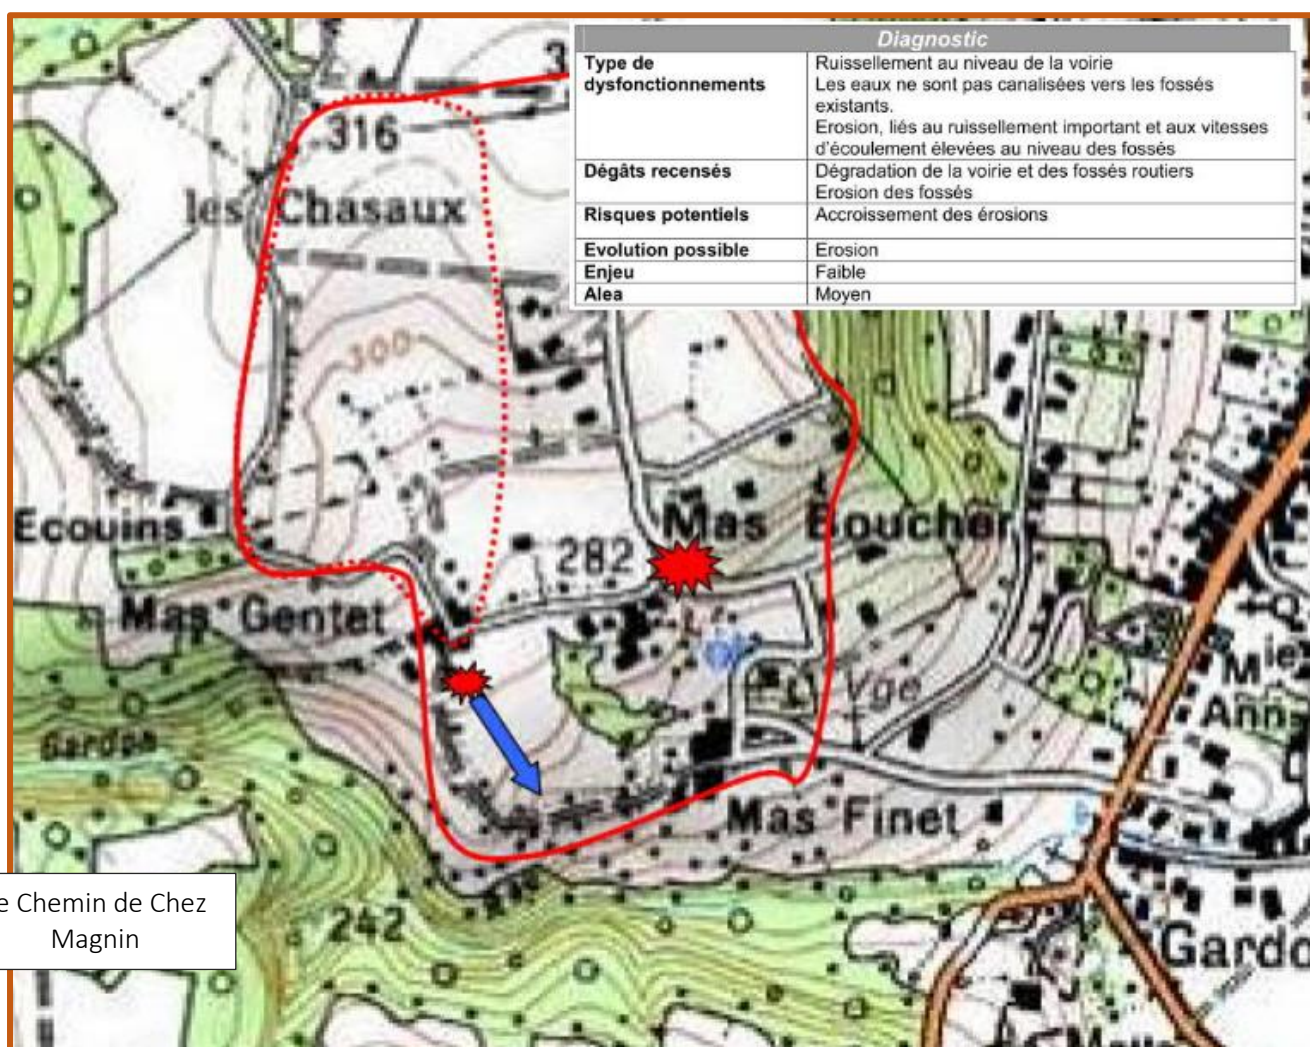 Diagnostic
Type de dysfonctionnements
Ruissellement au niveau de la voirie
Les eaux ne sont pas canalisées vers les fossés
existants.
Erosion, liés au ruissellement important et aux vitesses
d'écoulement élevées au niveau des fossés
Dégâts recensés
Dégradation de la voirie et des fossés routiers
Erosion des fossés
Risques potentiels
Accroissement des érosions
Evolution possible
Erosion
Enjeu
Faible
Alea
Moyen
316
les Chasaux
300
Ecouins
Mas Boucher
282
Mas Gentet
Vge
Mie
Ann
Gardon
Mas Finet
e Chemin de Chez
Magnin
242
Gardo